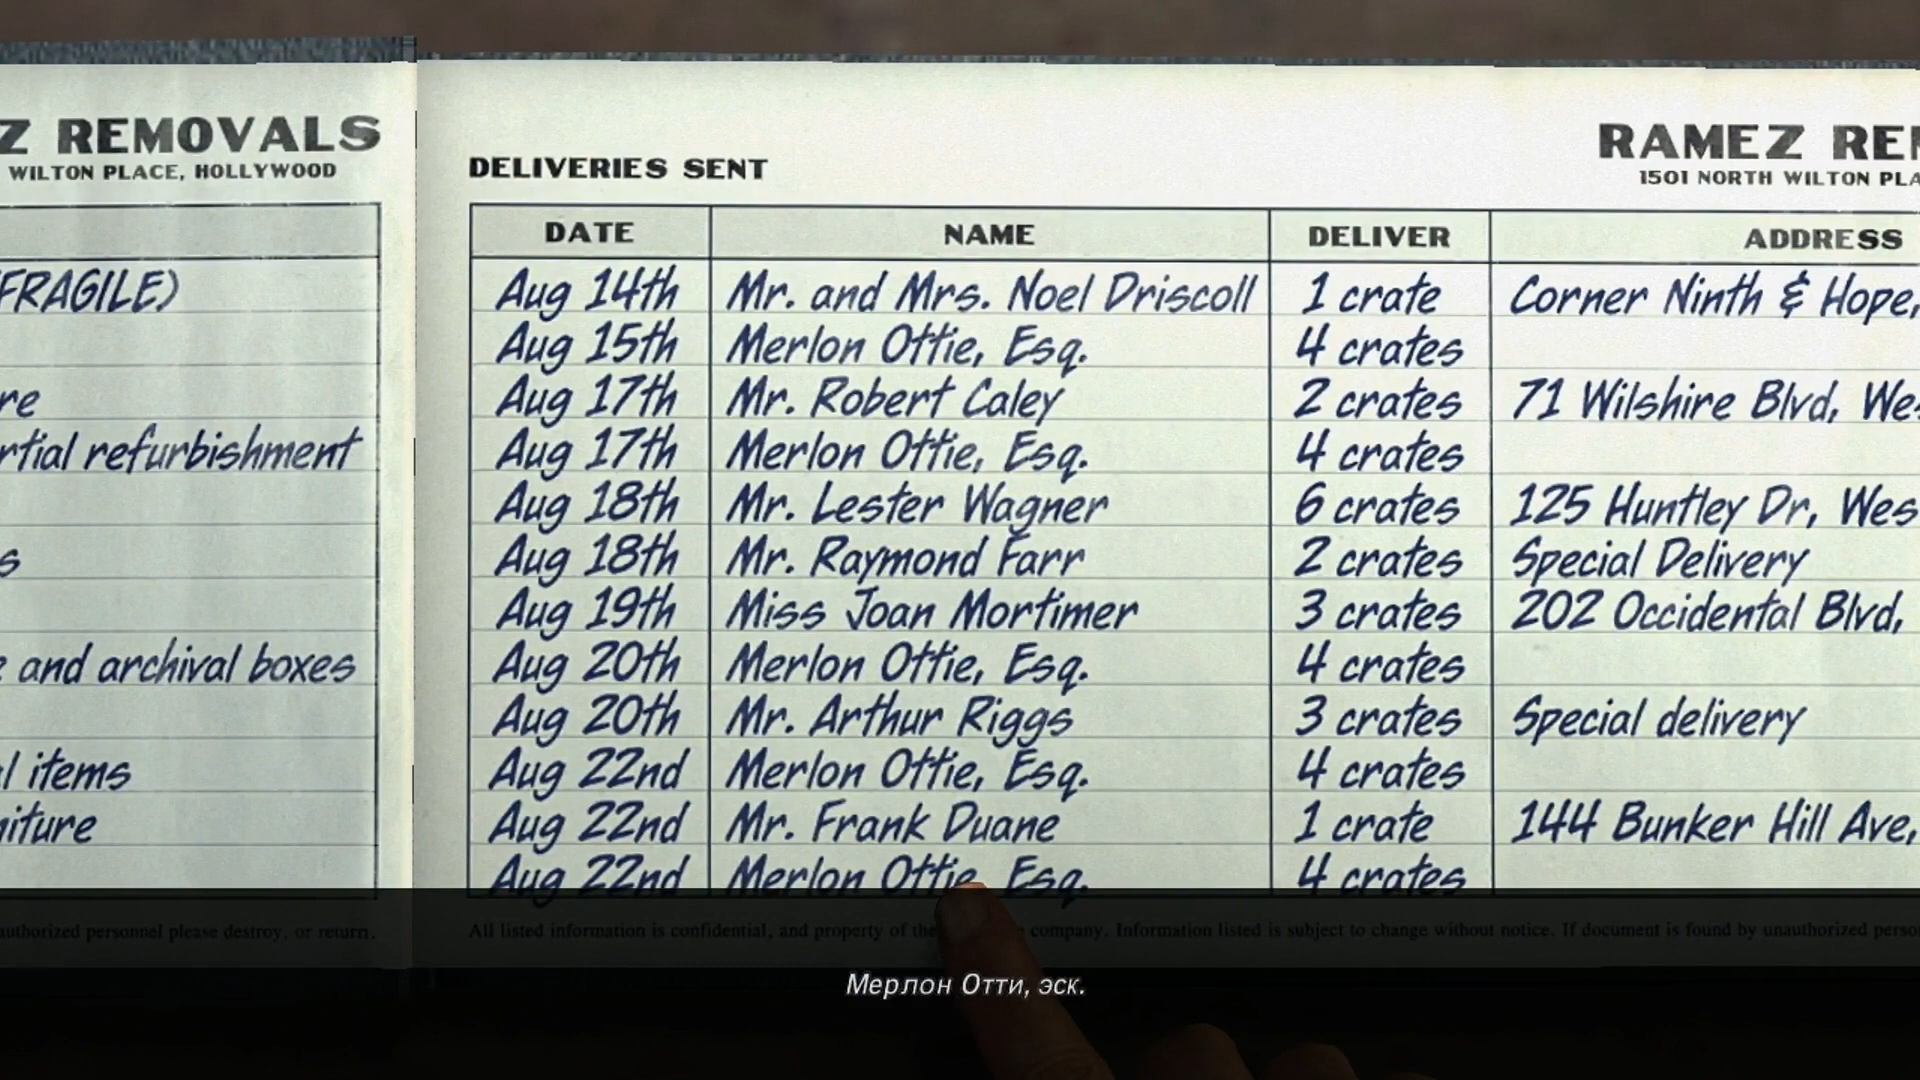 Z REMOVALS
WILTON PLACE, HOLLYWOOD
FRAGILE)
re
rtial refurbishment
s
e and archival boxes
l items
niture
authorized personnel please destroy, or return.
DELIVERIES SENT
RAMEZ REM
1501 NORTH WILTON PLA
DATE NAME DELIVER ADDRESS
Aug 14th Mr. and Mrs. Noel Driscoll 1 crate Corner Ninth & Hope,
Aug 15th Merlon Ottie, Esq. 4 crates
Aug 17th Mr. Robert Caley 2 crates 71 Wilshire Blvd, Wes
Aug 17th Merlon Ottie, Esq. 4 crates
Aug 18th Mr. Lester Wagner 6 crates 125 Huntley Dr, Wes
Aug 18th Mr. Raymond Farr 2 crates Special Delivery
Aug 19th Miss Joan Mortimer 3 crates 202 Occidental Blvd,
Aug 20th Merlon Ottie, Esq. 4 crates
Aug 20th Mr. Arthur Riggs 3 crates Special delivery
Aug 22nd Merlon Ottie, Esq. 4 crates
Aug 22nd Mr. Frank Duane 1 crate 144 Bunker Hill Ave,
Aug 22nd Merlon Ottie, Esq. 4 crates
All listed information is confidential, and property of the company. Information listed is subject to change without notice. If document is found by unauthorized perso
Мерлон Отти, эск.